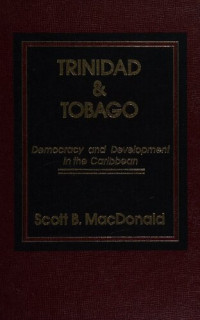 TRINIDAD
&
TOBAGO
Democracy and Development
in the Caribbean
Scott B. MacDonald